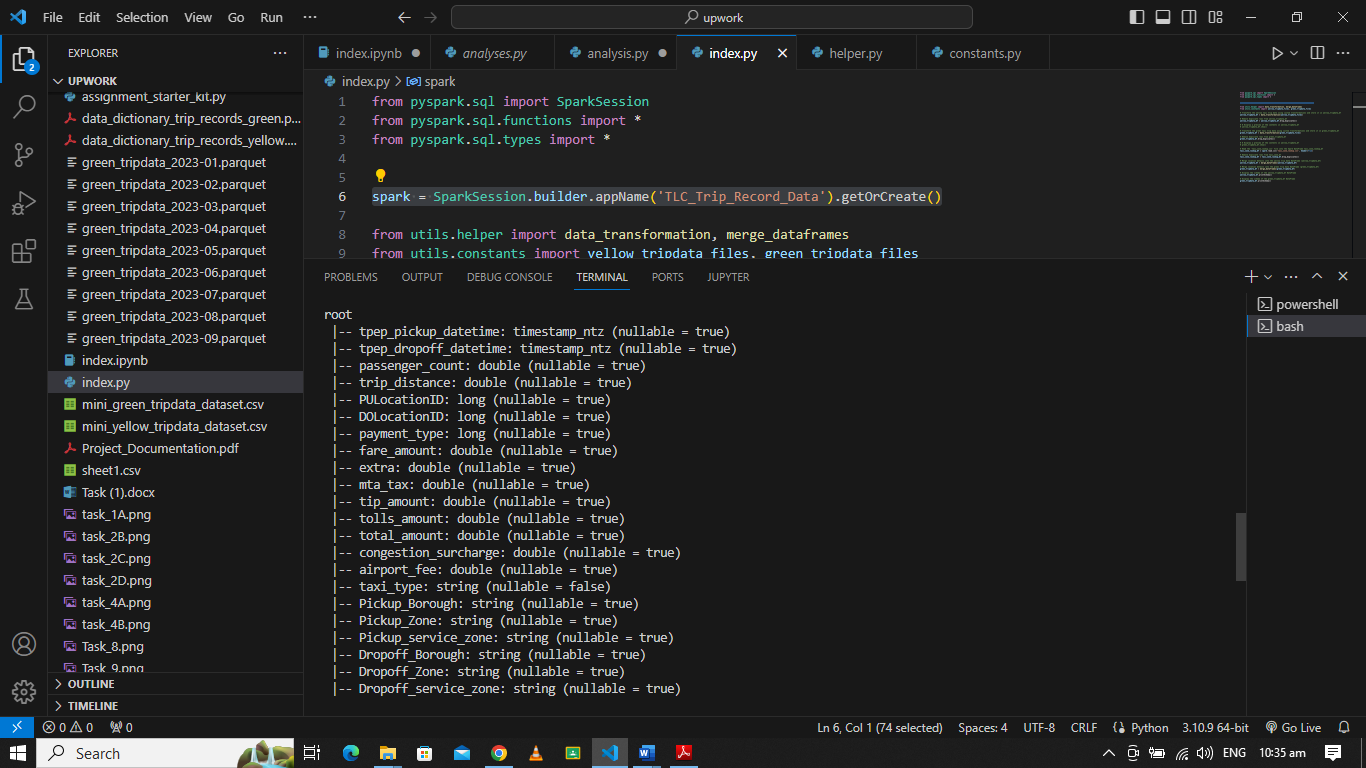 File Edit Selection View Go Run ··· upwork
EXPLORER ···
UPWORK
assignment_starter_kit.py
data_dictionary_trip_records_green.p...
data_dictionary_trip_records_yellow....
green_tripdata_2023-01.parquet
green_tripdata_2023-02.parquet
green_tripdata_2023-03.parquet
green_tripdata_2023-04.parquet
green_tripdata_2023-05.parquet
green_tripdata_2023-06.parquet
green_tripdata_2023-07.parquet
green_tripdata_2023-08.parquet
green_tripdata_2023-09.parquet
index.ipynb
index.py
mini_green_tripdata_dataset.csv
mini_yellow_tripdata_dataset.csv
Project_Documentation.pdf
sheet1.csv
Task (1).docx
task_1A.png
task_2B.png
task_2C.png
task_2D.png
task_4A.png
task_4B.png
Task_8.png
Task_9.png
OUTLINE
TIMELINE
2
index.ipynb analyses.py analysis.py index.py helper.py constants.py
index.py > spark
1 from pyspark.sql import SparkSession
2 from pyspark.sql.functions import *
3 from pyspark.sql.types import *
4
5
6 spark = SparkSession.builder.appName('TLC_Trip_Record_Data').getOrCreate()
7
8 from utils.helper import data_transformation, merge_dataframes
9 from utils.constants import yellow_tripdata_files, green_tripdata_files
PROBLEMS OUTPUT DEBUG CONSOLE TERMINAL PORTS JUPYTER
root
|-- tpep_pickup_datetime: timestamp_ntz (nullable = true)
|-- tpep_dropoff_datetime: timestamp_ntz (nullable = true)
|-- passenger_count: double (nullable = true)
|-- trip_distance: double (nullable = true)
|-- PULocationID: long (nullable = true)
|-- DOLocationID: long (nullable = true)
|-- payment_type: long (nullable = true)
|-- fare_amount: double (nullable = true)
|-- extra: double (nullable = true)
|-- mta_tax: double (nullable = true)
|-- tip_amount: double (nullable = true)
|-- tolls_amount: double (nullable = true)
|-- total_amount: double (nullable = true)
|-- congestion_surcharge: double (nullable = true)
|-- airport_fee: double (nullable = true)
|-- taxi_type: string (nullable = false)
|-- Pickup_Borough: string (nullable = true)
|-- Pickup_Zone: string (nullable = true)
|-- Pickup_service_zone: string (nullable = true)
|-- Dropoff_Borough: string (nullable = true)
|-- Dropoff_Zone: string (nullable = true)
|-- Dropoff_service_zone: string (nullable = true)
powershell
bash
0 0 0 Ln 6, Col 1 (74 selected) Spaces: 4 UTF-8 CRLF Python 3.10.9 64-bit Go Live
Search ENG 10:35 am